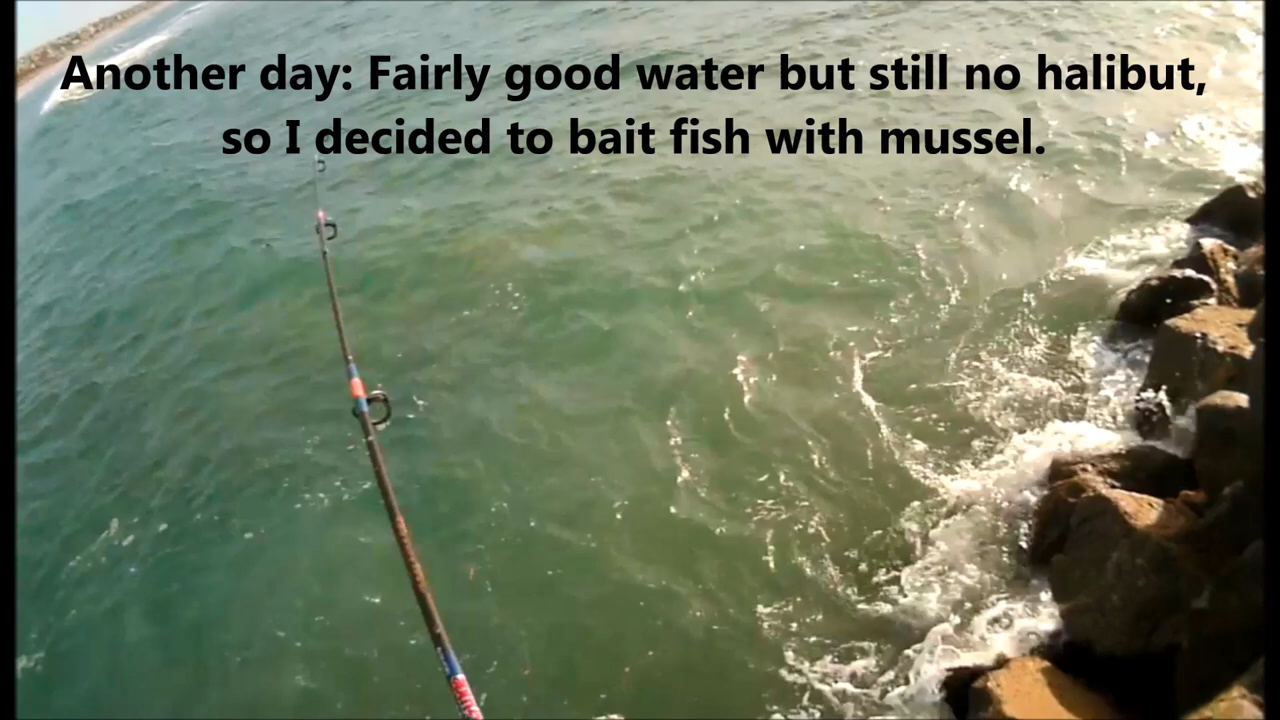 Another day: Fairly good water but still no halibut,
so I decided to bait fish with mussel.